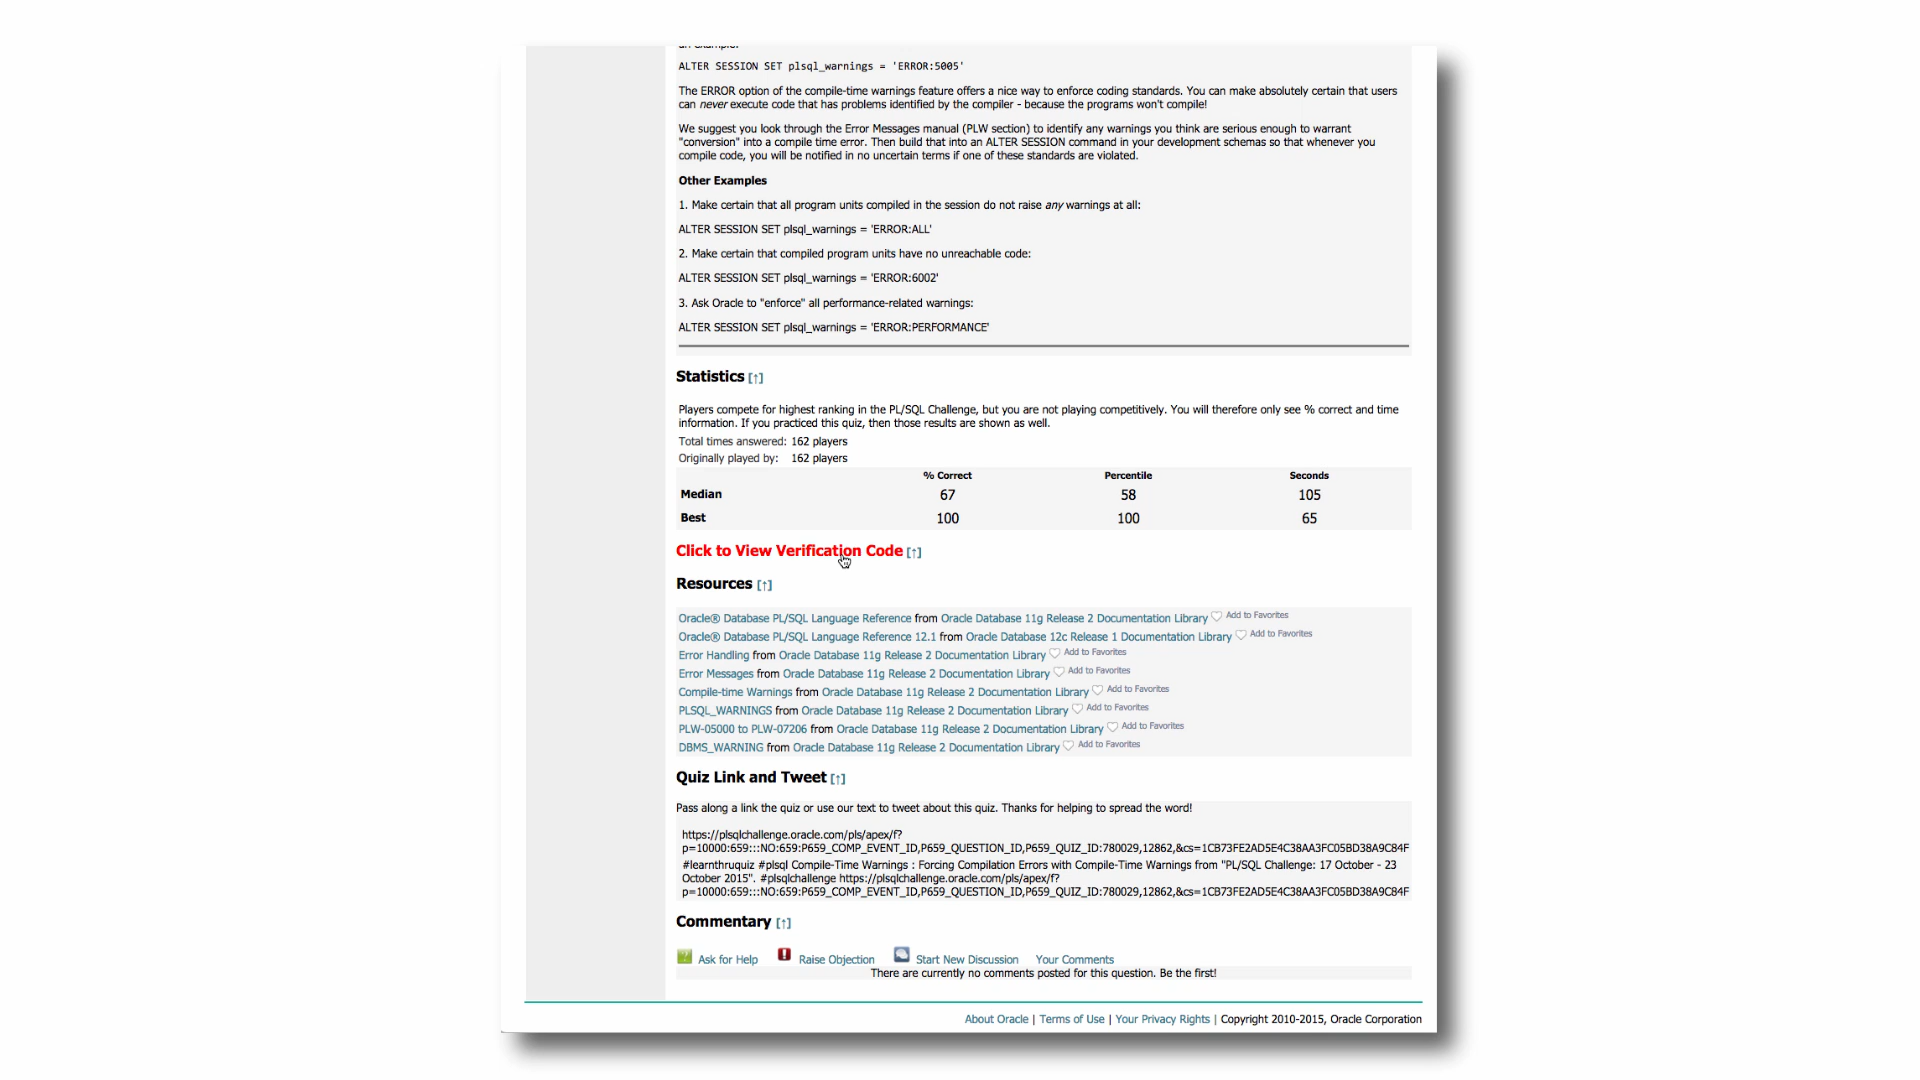 an example:
ALTER SESSION SET plsql_warnings = 'ERROR:5005'
The ERROR option of the compile-time warnings feature offers a nice way to enforce coding standards. You can make absolutely certain that users
can never execute code that has problems identified by the compiler - because the programs won't compile!
We suggest you look through the Error Messages manual (PLW section) to identify any warnings you think are serious enough to warrant
"conversion" into a compile time error. Then build that into an ALTER SESSION command in your development schemas so that whenever you
compile code, you will be notified in no uncertain terms if one of these standards are violated.
Other Examples
1. Make certain that all program units compiled in the session do not raise any warnings at all:
ALTER SESSION SET plsql_warnings = 'ERROR:ALL'
2. Make certain that compiled program units have no unreachable code:
ALTER SESSION SET plsql_warnings = 'ERROR:6002'
3. Ask Oracle to "enforce" all performance-related warnings:
ALTER SESSION SET plsql_warnings = 'ERROR:PERFORMANCE'
Statistics [↑]
Players compete for highest ranking in the PL/SQL Challenge, but you are not playing competitively. You will therefore only see % correct and time
information. If you practiced this quiz, then those results are shown as well.
Total times answered: 162 players
Originally played by: 162 players
% Correct Percentile Seconds
Median 67 58 105
Best 100 100 65
Click to View Verification Code [↑]
Resources [↑]
Oracle® Database PL/SQL Language Reference from Oracle Database 11g Release 2 Documentation Library Add to Favorites
Oracle® Database PL/SQL Language Reference 12.1 from Oracle Database 12c Release 1 Documentation Library Add to Favorites
Error Handling from Oracle Database 11g Release 2 Documentation Library Add to Favorites
Error Messages from Oracle Database 11g Release 2 Documentation Library Add to Favorites
Compile-time Warnings from Oracle Database 11g Release 2 Documentation Library Add to Favorites
PLSQL_WARNINGS from Oracle Database 11g Release 2 Documentation Library Add to Favorites
PLW-05000 to PLW-07206 from Oracle Database 11g Release 2 Documentation Library Add to Favorites
DBMS_WARNING from Oracle Database 11g Release 2 Documentation Library Add to Favorites
Quiz Link and Tweet [↑]
Pass along a link the quiz or use our text to tweet about this quiz. Thanks for helping to spread the word!
https://plsqlchallenge.oracle.com/pls/apex/f?
p=10000:659:::NO:659:P659_COMP_EVENT_ID,P659_QUESTION_ID,P659_QUIZ_ID:780029,12862,&cs=1CB73FE2AD5E4C38AA3FC05BD38A9C84F
#learnthruquiz #plsql Compile-Time Warnings : Forcing Compilation Errors with Compile-Time Warnings from "PL/SQL Challenge: 17 October - 23
October 2015". #plsqlchallenge https://plsqlchallenge.oracle.com/pls/apex/f?
p=10000:659:::NO:659:P659_COMP_EVENT_ID,P659_QUESTION_ID,P659_QUIZ_ID:780029,12862,&cs=1CB73FE2AD5E4C38AA3FC05BD38A9C84F
Commentary [↑]
Ask for Help Raise Objection Start New Discussion Your Comments
There are currently no comments posted for this question. Be the first!
About Oracle | Terms of Use | Your Privacy Rights | Copyright 2010-2015, Oracle Corporation